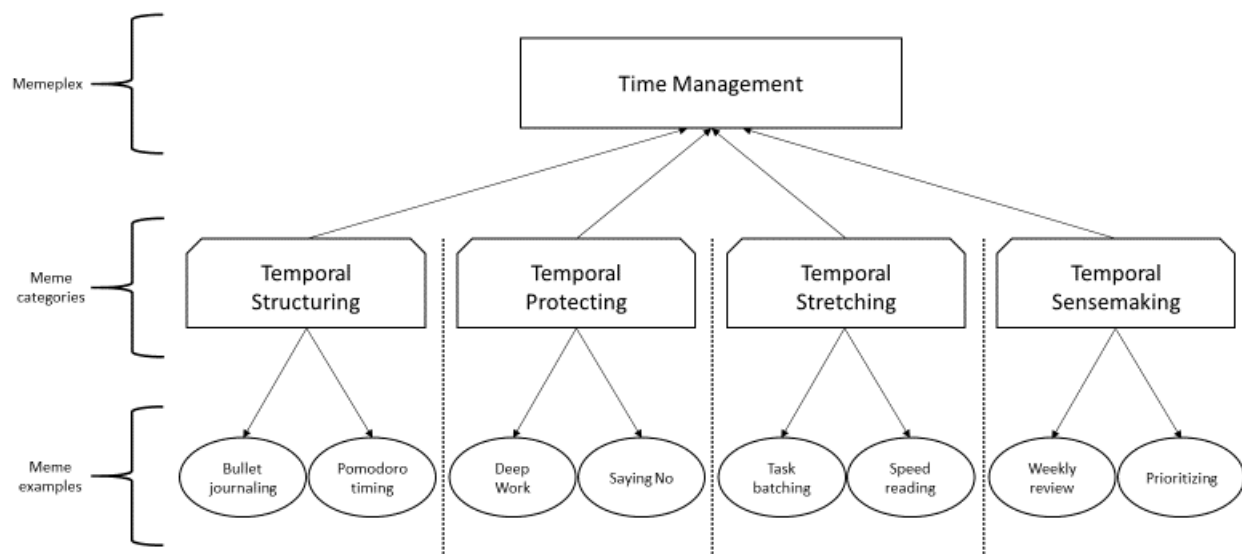 Memeplex
Time Management
Meme
categories
Temporal
Structuring
Temporal
Protecting
Temporal
Stretching
Temporal
Sensemaking
Meme
examples
Bullet
journaling
Pomodoro
timing
Deep
Work
Saying No
Task
batching
Speed
reading
Weekly
review
Prioritizing